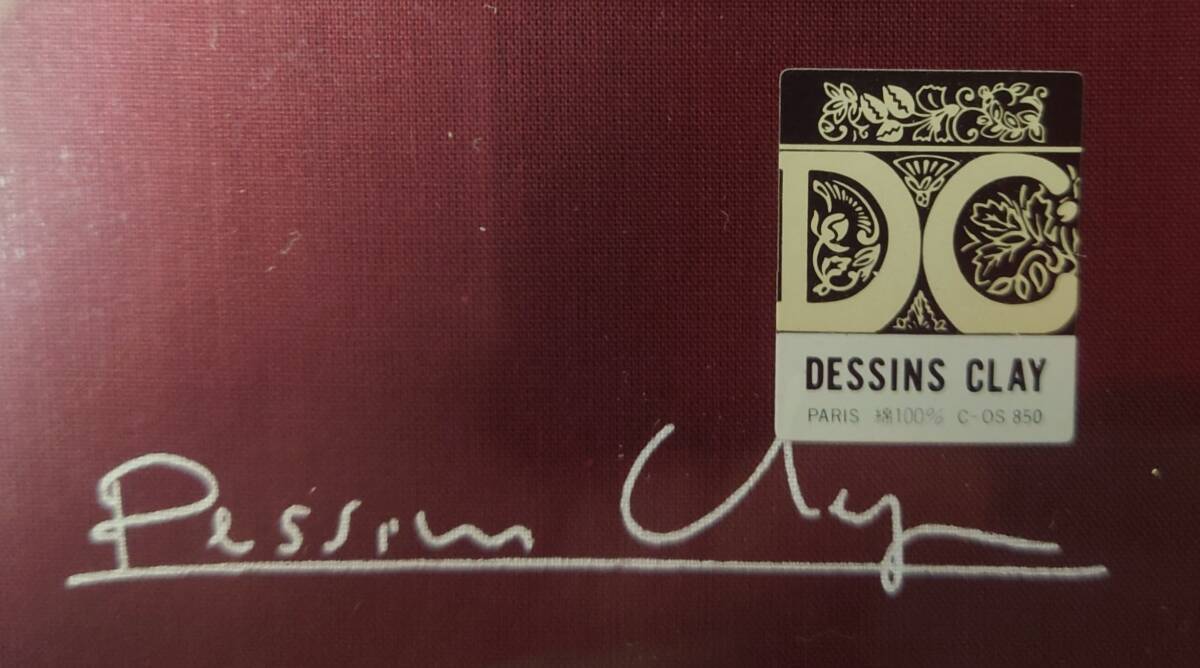 DC
DESSINS CLAY
PARIS 綿100% C-OS 850
Dessins Clay